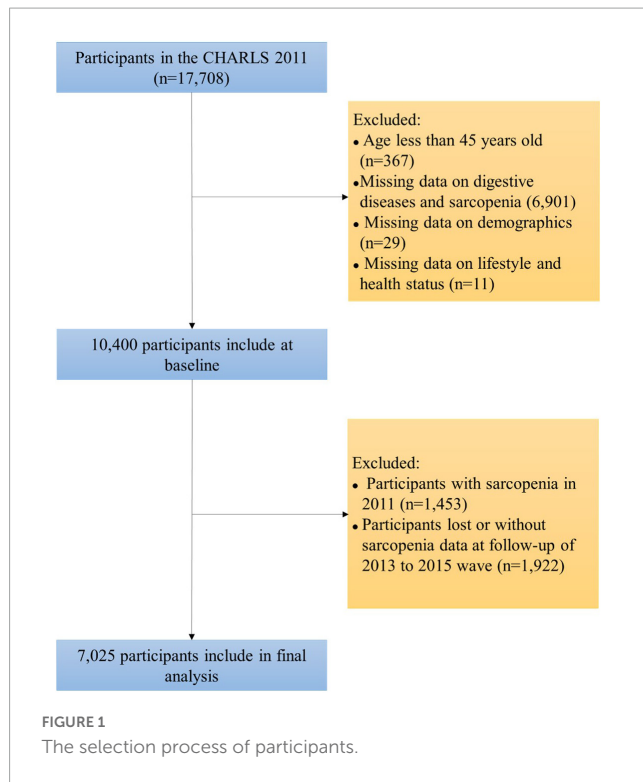 Participants in the CHARLS 2011
(n=17,708)
Excluded:
• Age less than 45 years old
(n=367)
•Missing data on digestive
diseases and sarcopenia (6,901)
• Missing data on demographics
(n=29)
• Missing data on lifestyle and
health status (n=11)
10,400 participants include at
baseline
Excluded:
• Participants with sarcopenia in
2011 (n=1,453)
• Participants lost or without
sarcopenia data at follow-up of
2013 to 2015 wave (n=1,922)
7,025 participants include in final
analysis
FIGURE 1
The selection process of participants.